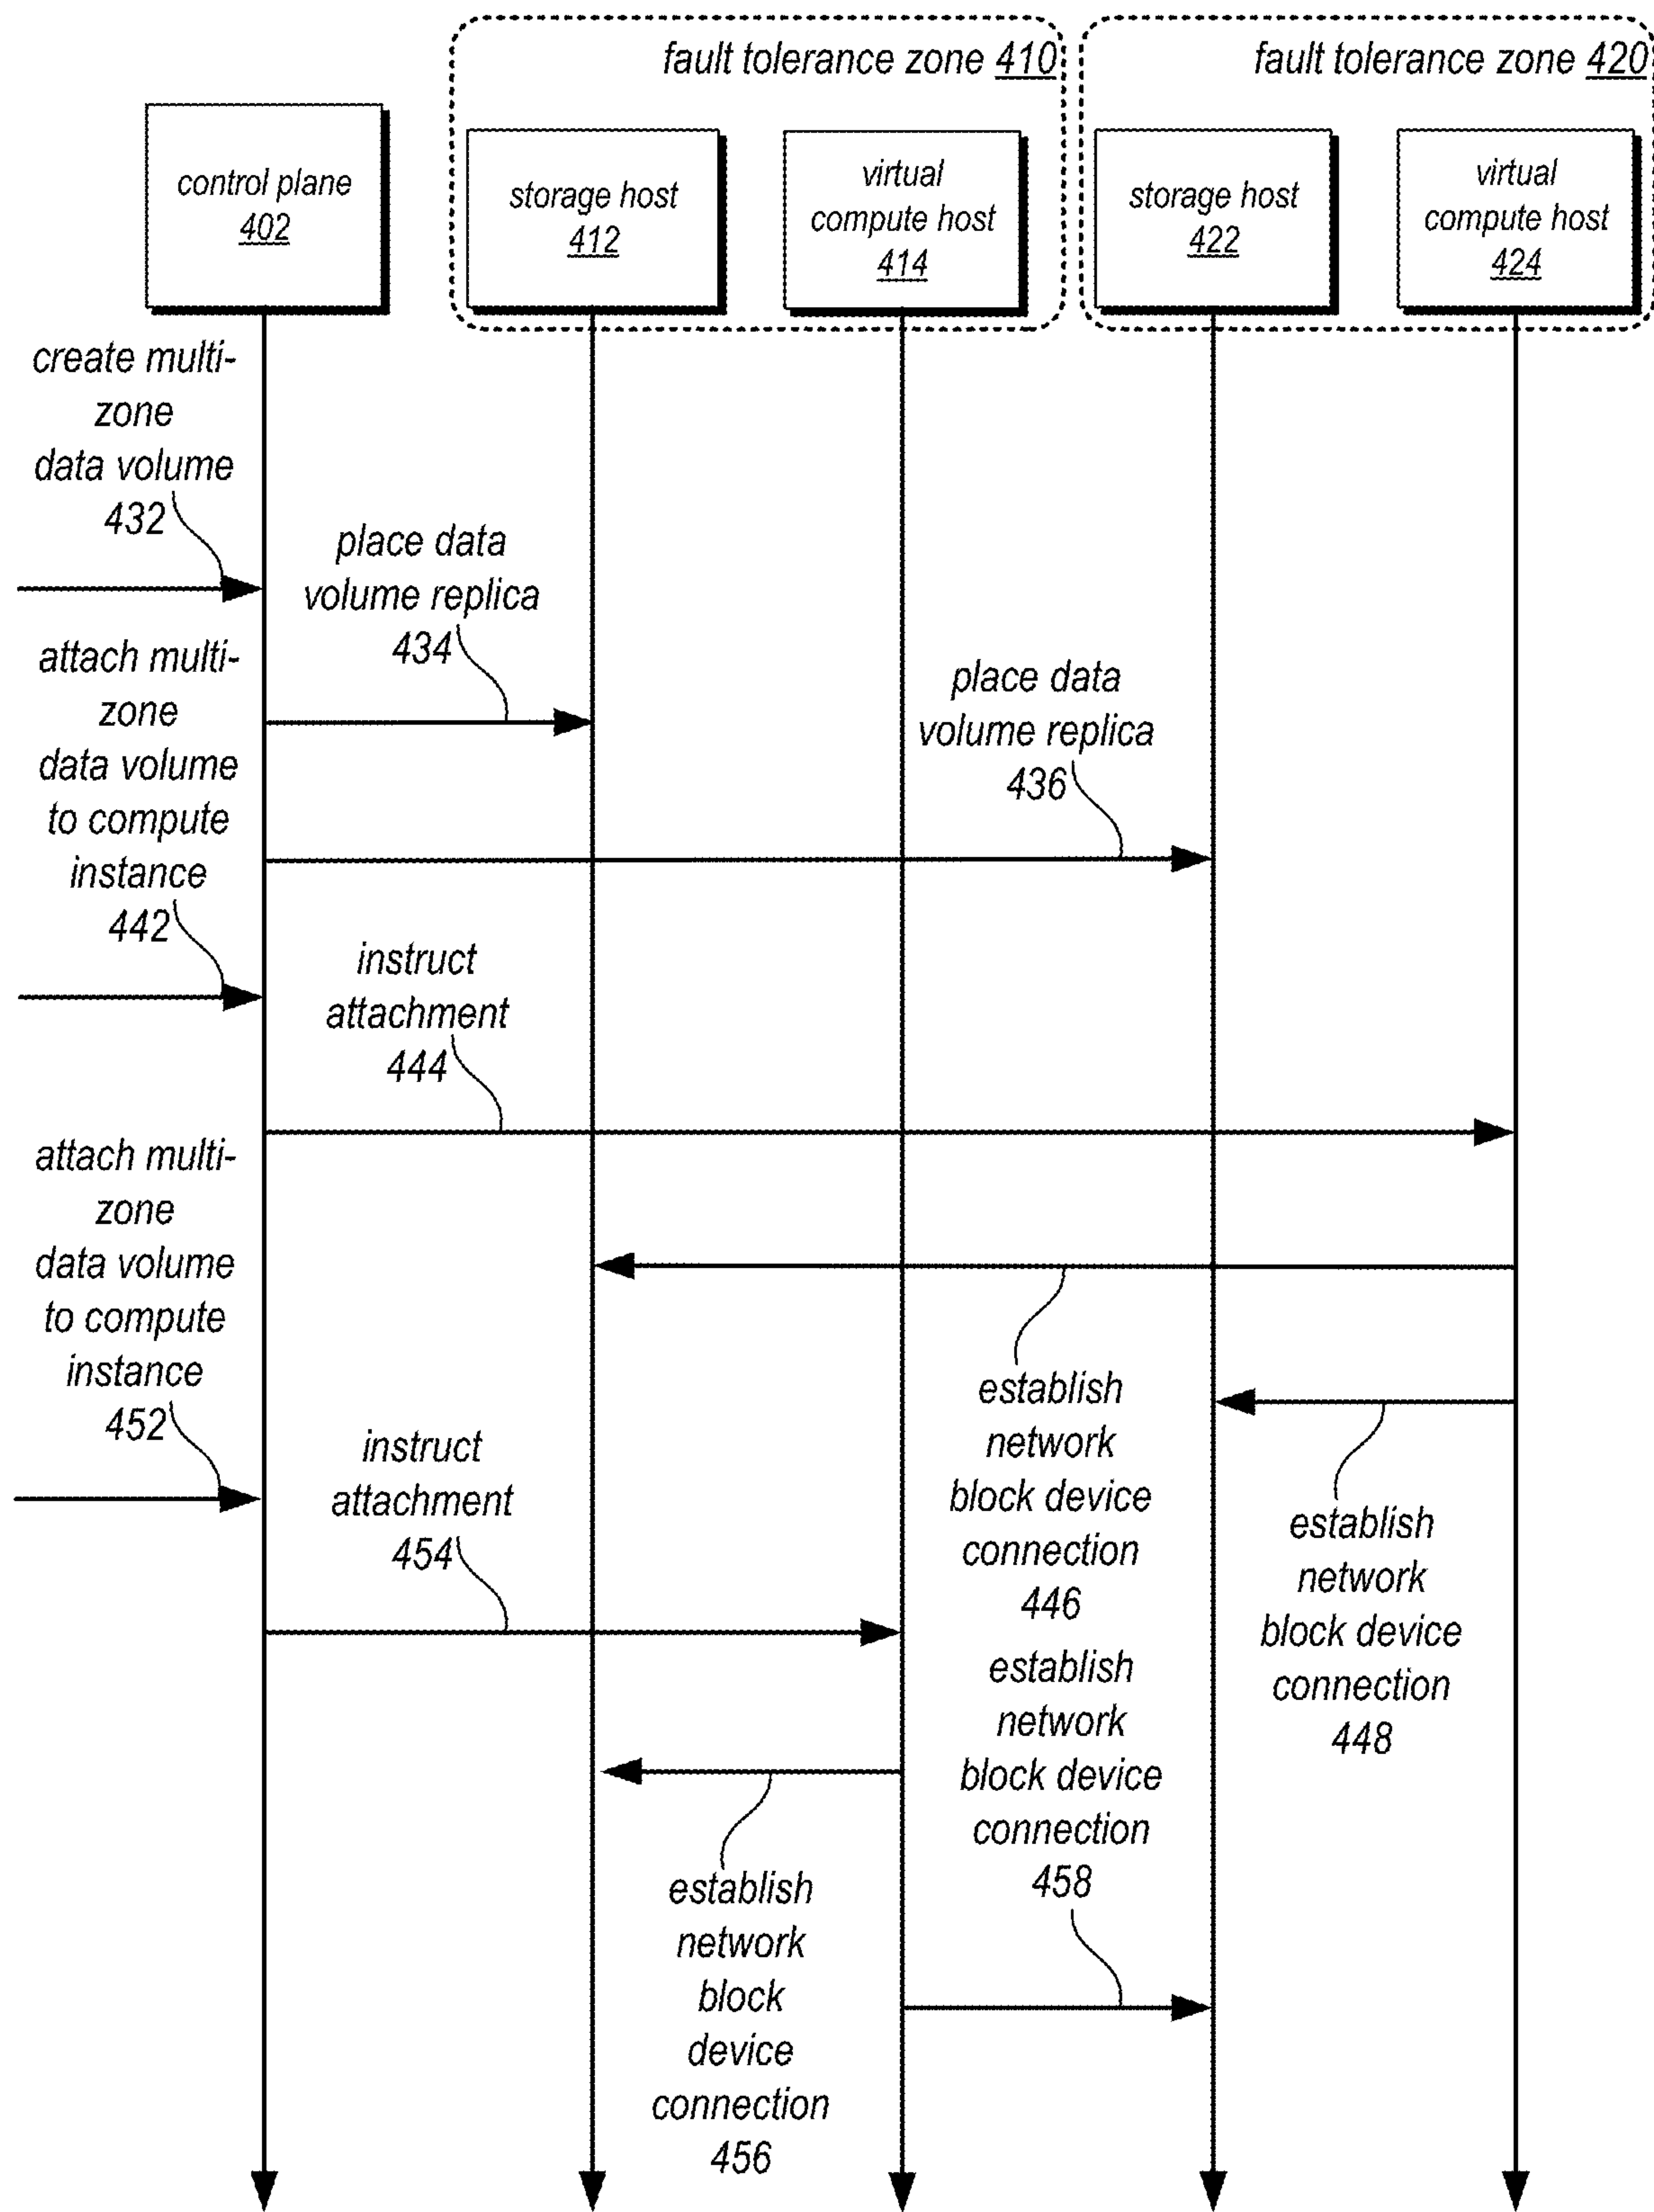 fault tolerance zone 410
fault tolerance zone 420
control plane
402
storage host
412
virtual
compute host
414
storage host
422
virtual
compute host
424
create multi-
zone
data volume
432
place data
volume replica
434
attach multi-
zone
data volume
to compute
instance
442
place data
volume replica
436
instruct
attachment
444
attach multi-
zone
data volume
to compute
instance
452
establish
network
block device
connection
446
establish
network
block device
connection
448
instruct
attachment
454
establish
network
block device
connection
458
establish
network
block
device
connection
456